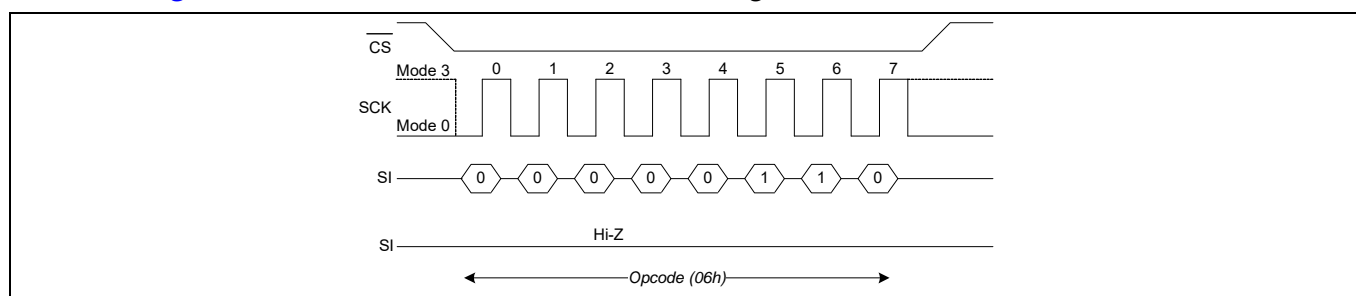 CS
Mode 3 0 1 2 3 4 5 6 7
SCK
Mode 0
SI 0 0 0 0 0 1 1 0
Hi-Z
SI
Opcode (06h)